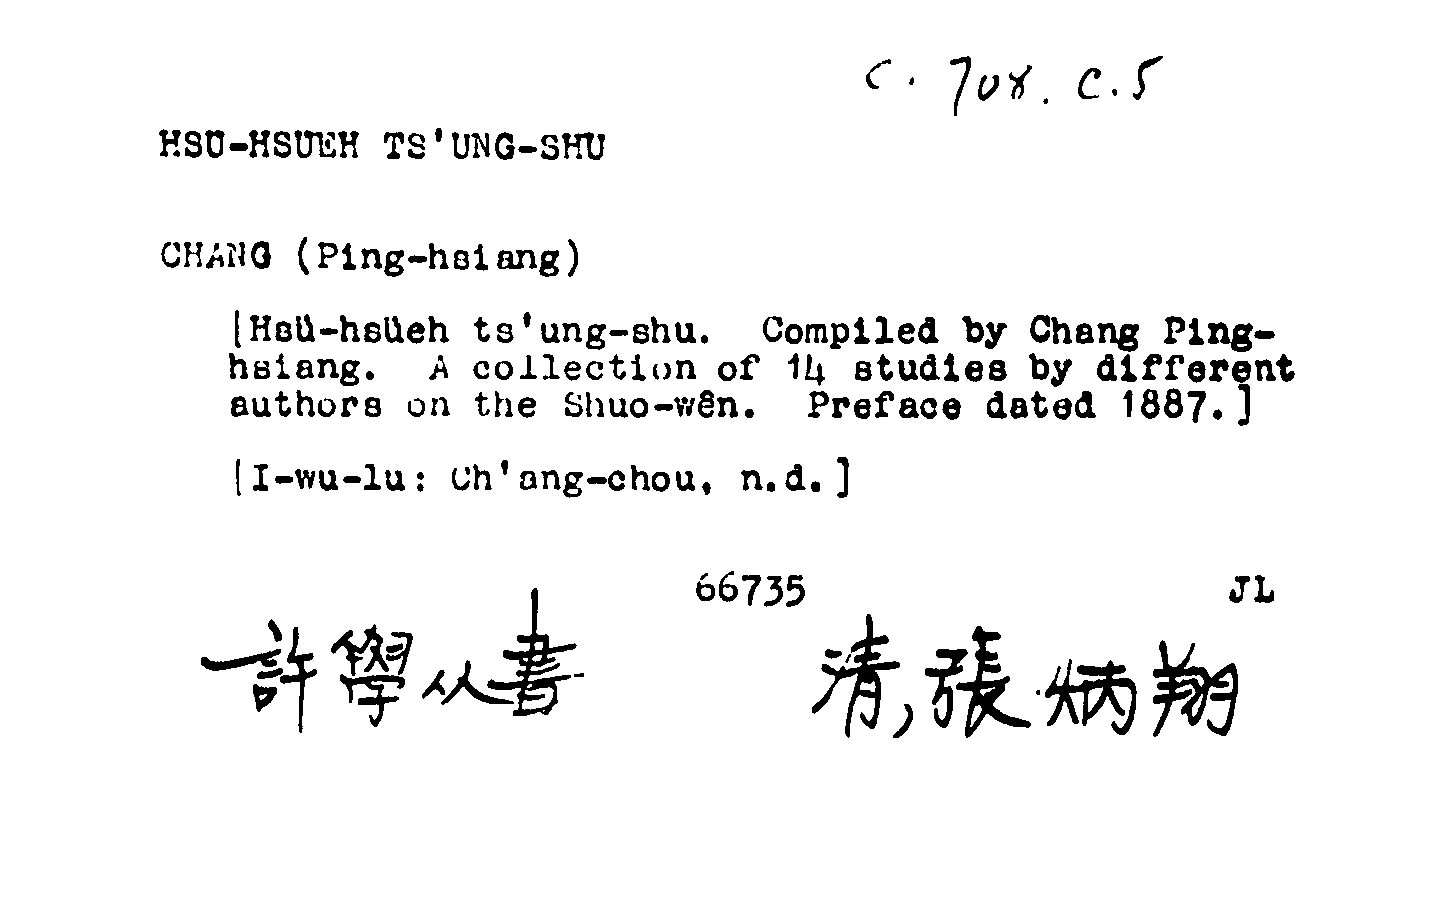 c. 708. c.5
HSÜ-HSÜEH TS'UNG-SHU
CHANG (Ping-hsiang)
[Hsü-hsüeh ts'ung-shu. Compiled by Chang Ping-
hsiang. A collection of 14 studies by different
authors on the Shuo-wên. Preface dated 1887.]
[I-wu-lu: Ch'ang-chou, n.d.]
66735 JL
許學从書 清,張炳翔